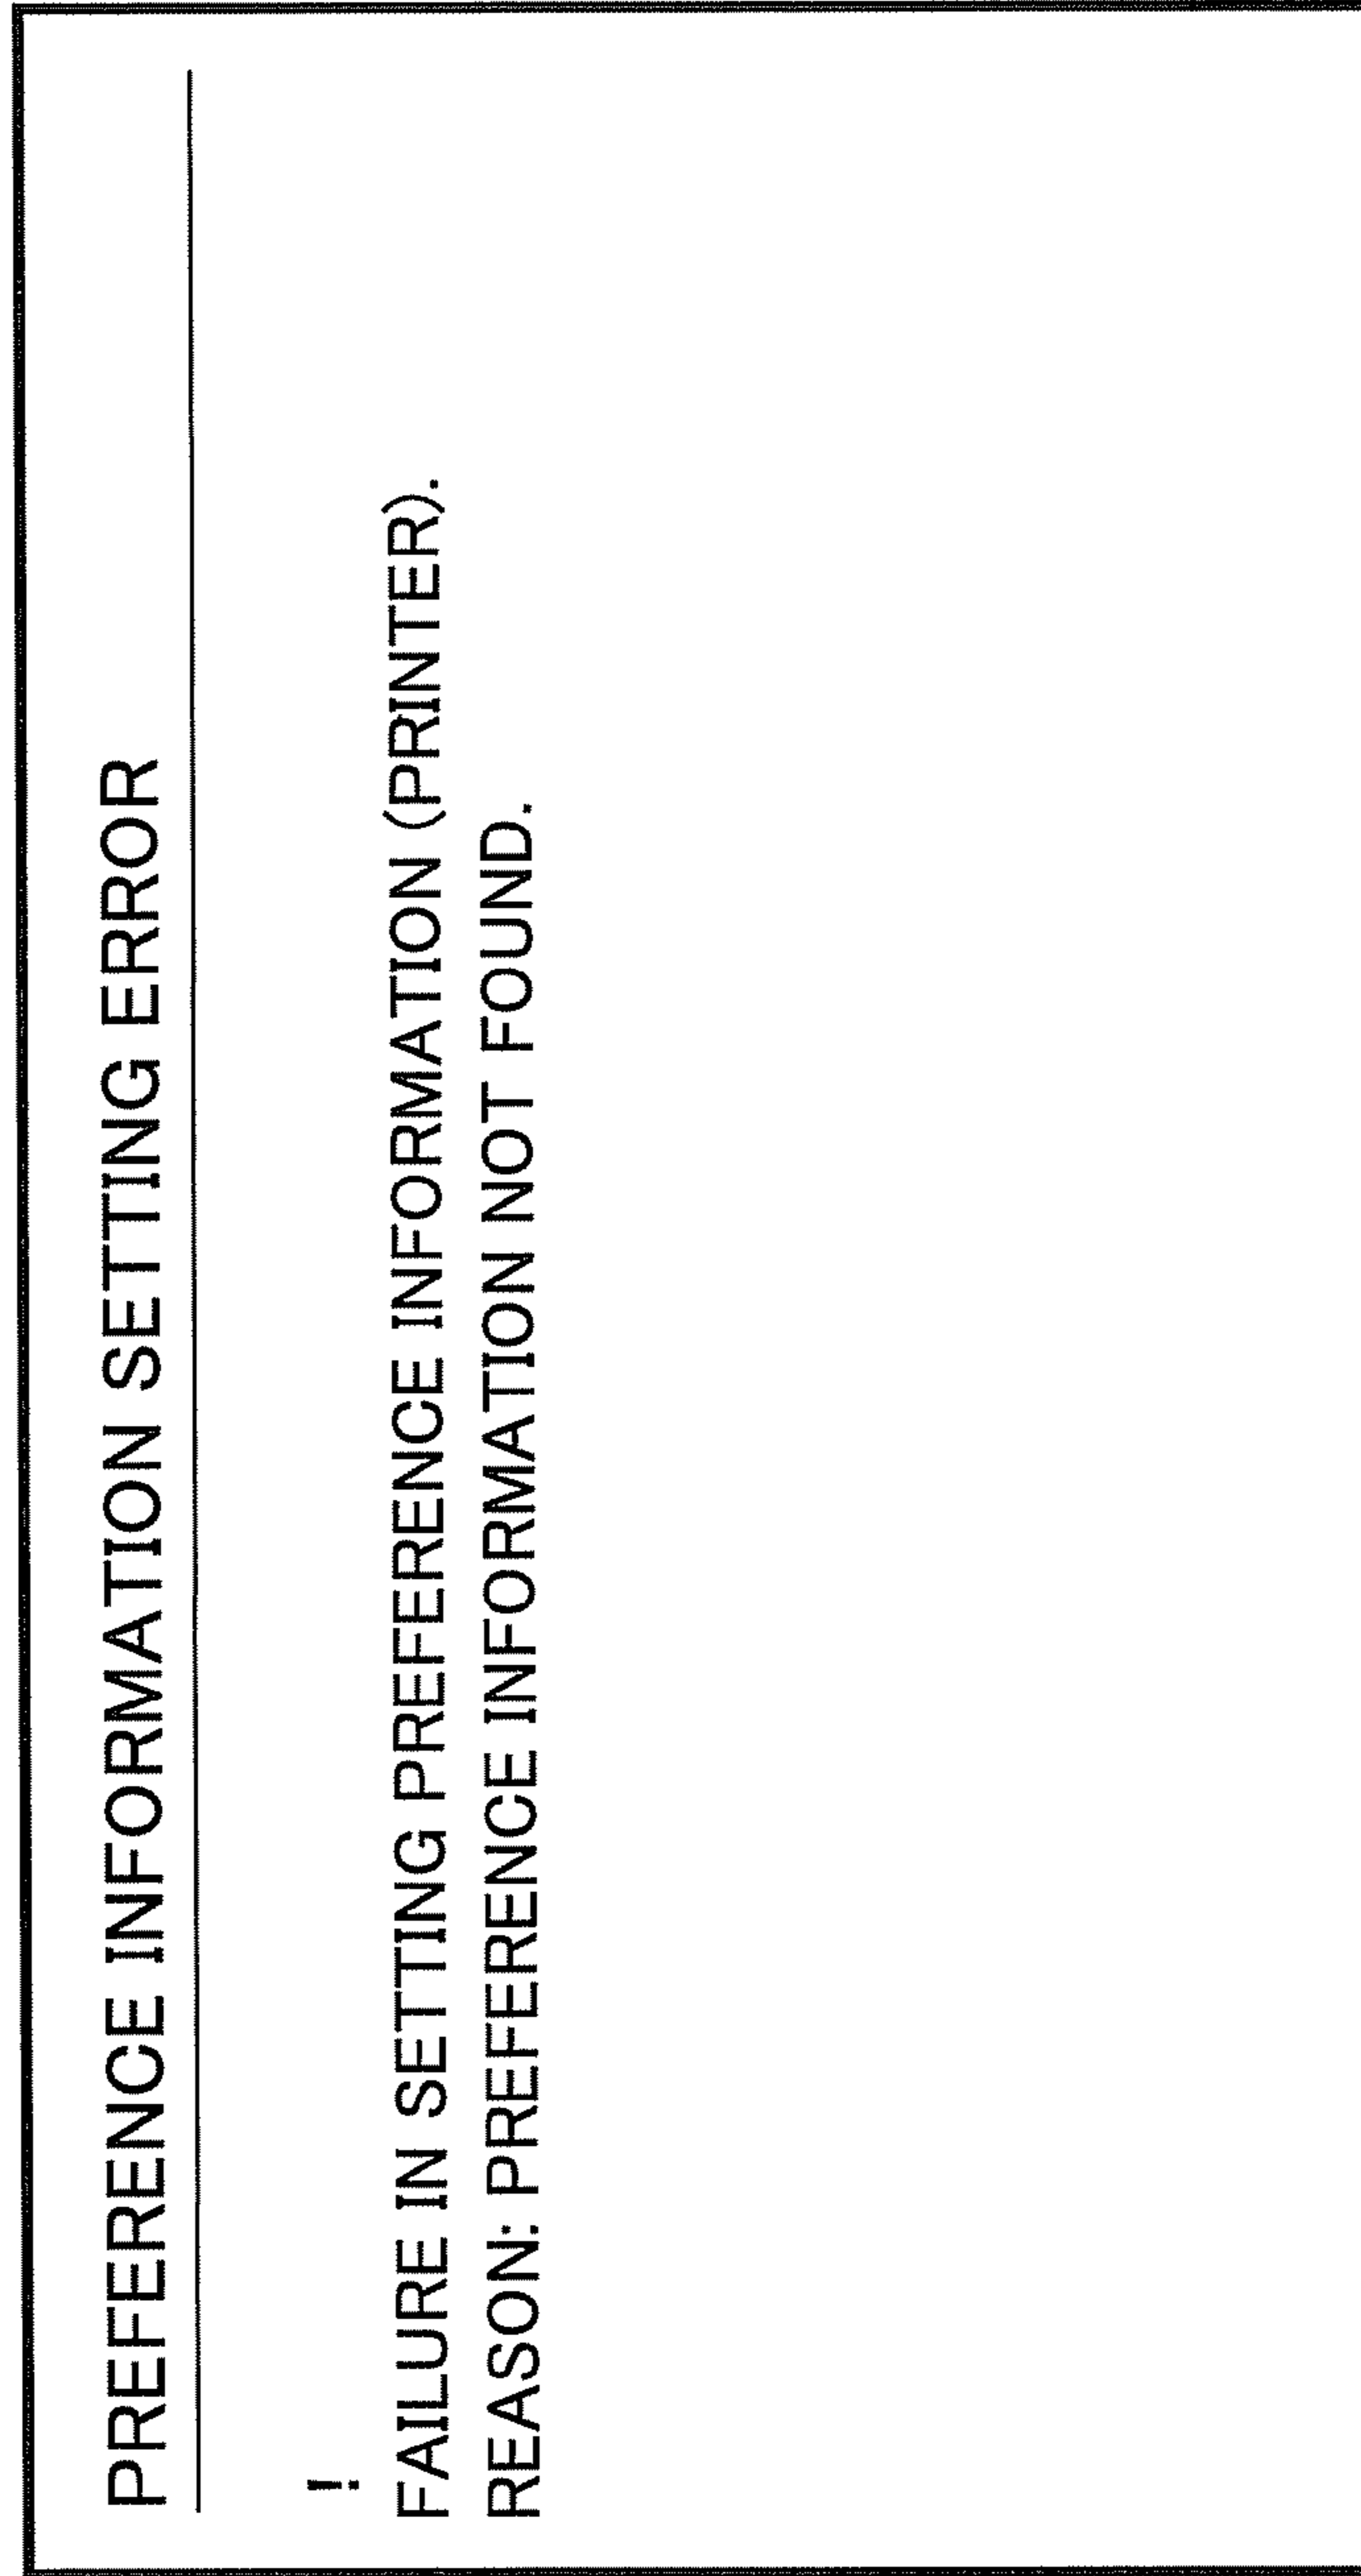 PREFERENCE INFORMATION SETTING ERROR
!
FAILURE IN SETTING PREFERENCE INFORMATION (PRINTER).
REASON: PREFERENCE INFORMATION NOT FOUND.